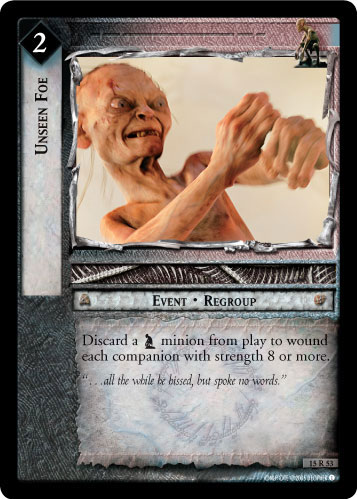 2
UNSEEN FOE
EVENT • REGROUP
Discard a minion from play to wound
each companion with strength 8 or more.
“. . .all the while he hissed, but spoke no words.”
15 R 53